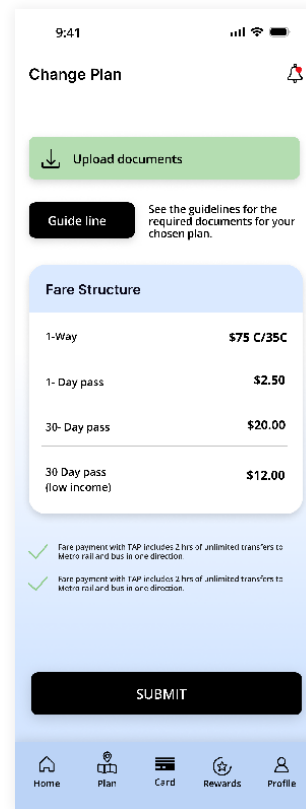 9:41
Change Plan
Upload documents
Guide line
See the guidelines for the
required documents for your
chosen plan.
Fare Structure
1-Way $75 C/35C
1- Day pass $2.50
30- Day pass $20.00
30 Day pass
(low income) $12.00
Fare payment with TAP includes 2 hrs of unlimited transfers to
Metro rail and bus in one direction.
Fare payment with TAP includes 2 hrs of unlimited transfers to
Metro rail and bus in one direction.
SUBMIT
Home Plan Card Rewards Profile